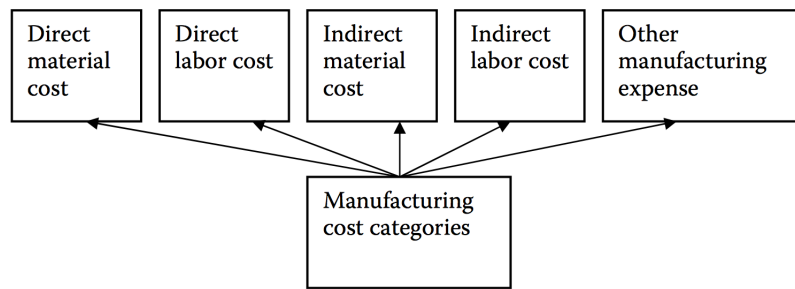 Direct
material
cost
Direct
labor cost
Indirect
material
cost
Indirect
labor cost
Other
manufacturing
expense
Manufacturing
cost categories